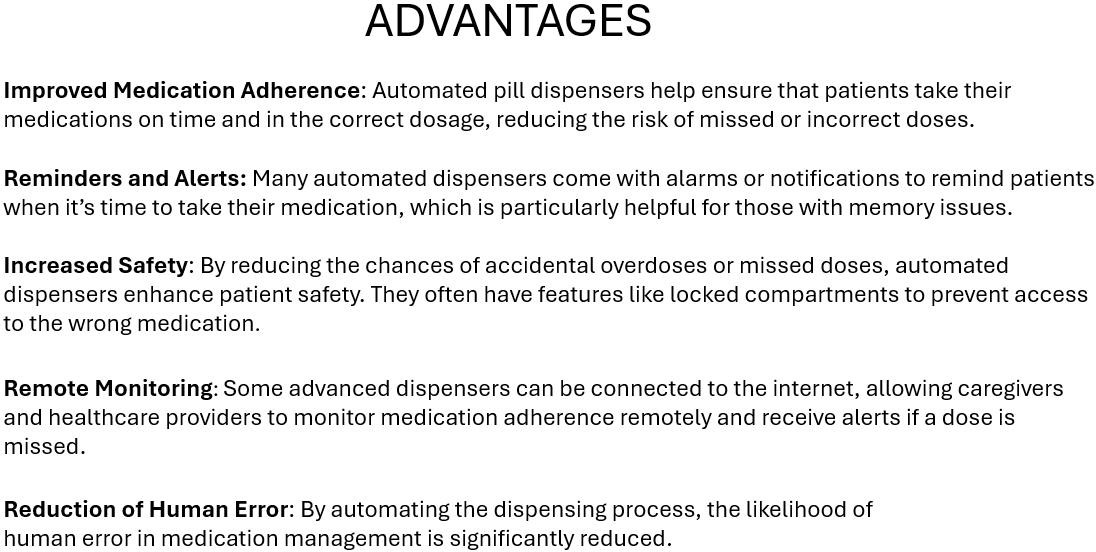 ADVANTAGES
Improved Medication Adherence: Automated pill dispensers help ensure that patients take their
medications on time and in the correct dosage, reducing the risk of missed or incorrect doses.
Reminders and Alerts: Many automated dispensers come with alarms or notifications to remind patients
when it’s time to take their medication, which is particularly helpful for those with memory issues.
Increased Safety: By reducing the chances of accidental overdoses or missed doses, automated
dispensers enhance patient safety. They often have features like locked compartments to prevent access
to the wrong medication.
Remote Monitoring: Some advanced dispensers can be connected to the internet, allowing caregivers
and healthcare providers to monitor medication adherence remotely and receive alerts if a dose is
missed.
Reduction of Human Error: By automating the dispensing process, the likelihood of
human error in medication management is significantly reduced.